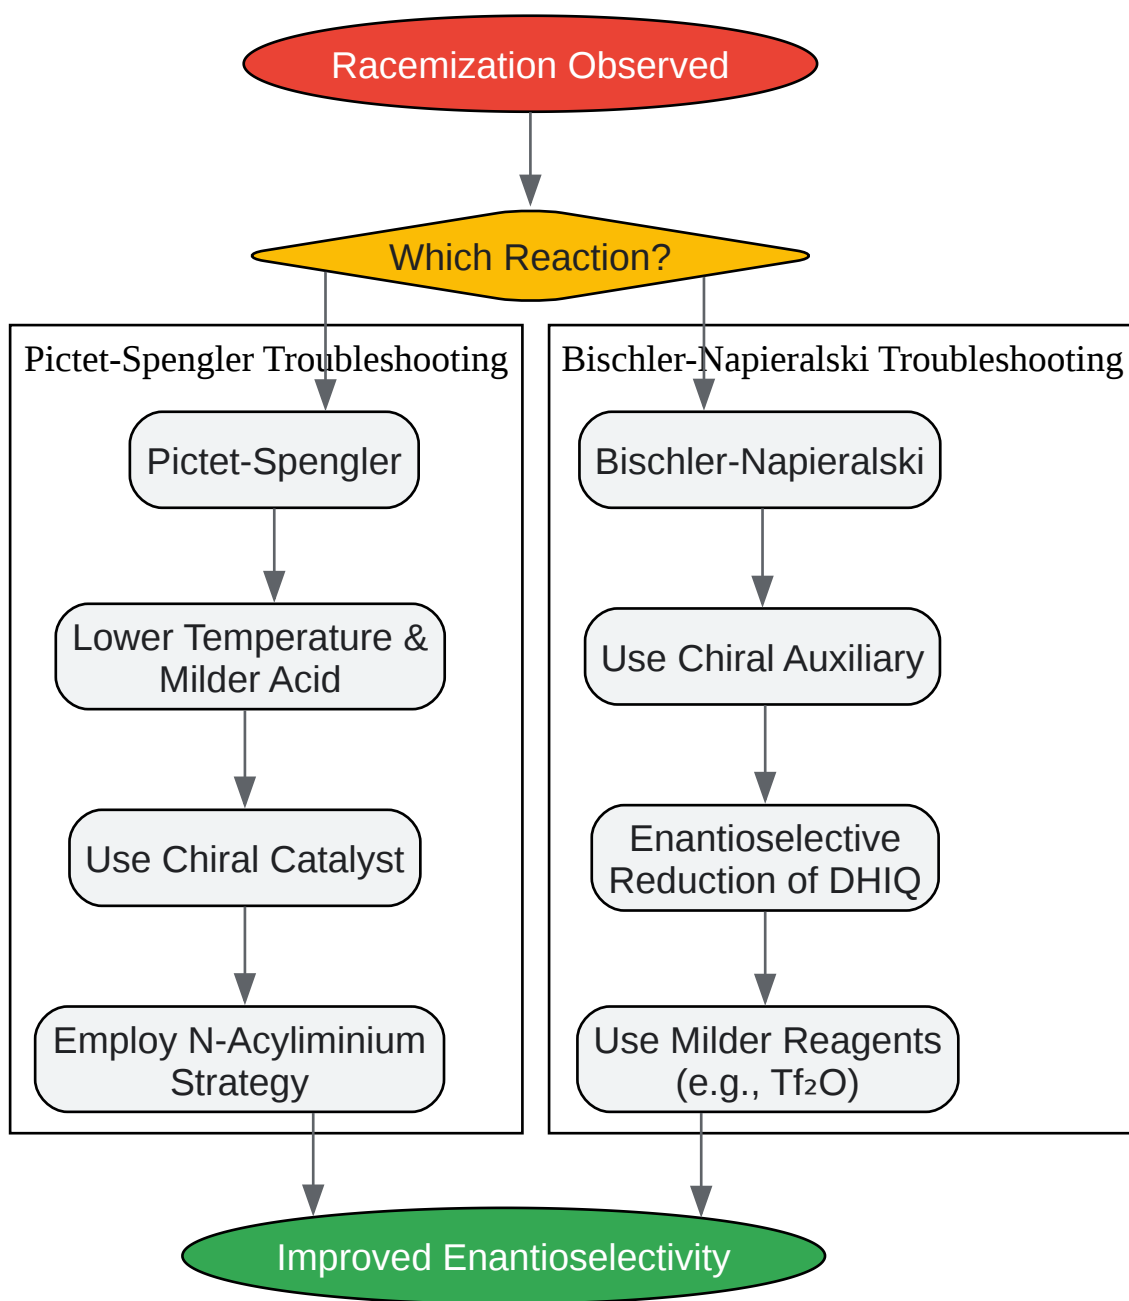 Racemization Observed
Which Reaction?
Pictet-Spengler Troubleshooting
Pictet-Spengler
Lower Temperature &
Milder Acid
Use Chiral Catalyst
Employ N-Acyliminium
Strategy
Bischler-Napieralski Troubleshooting
Bischler-Napieralski
Use Chiral Auxiliary
Enantioselective
Reduction of DHIQ
Use Milder Reagents
(e.g., Tf₂O)
Improved Enantioselectivity